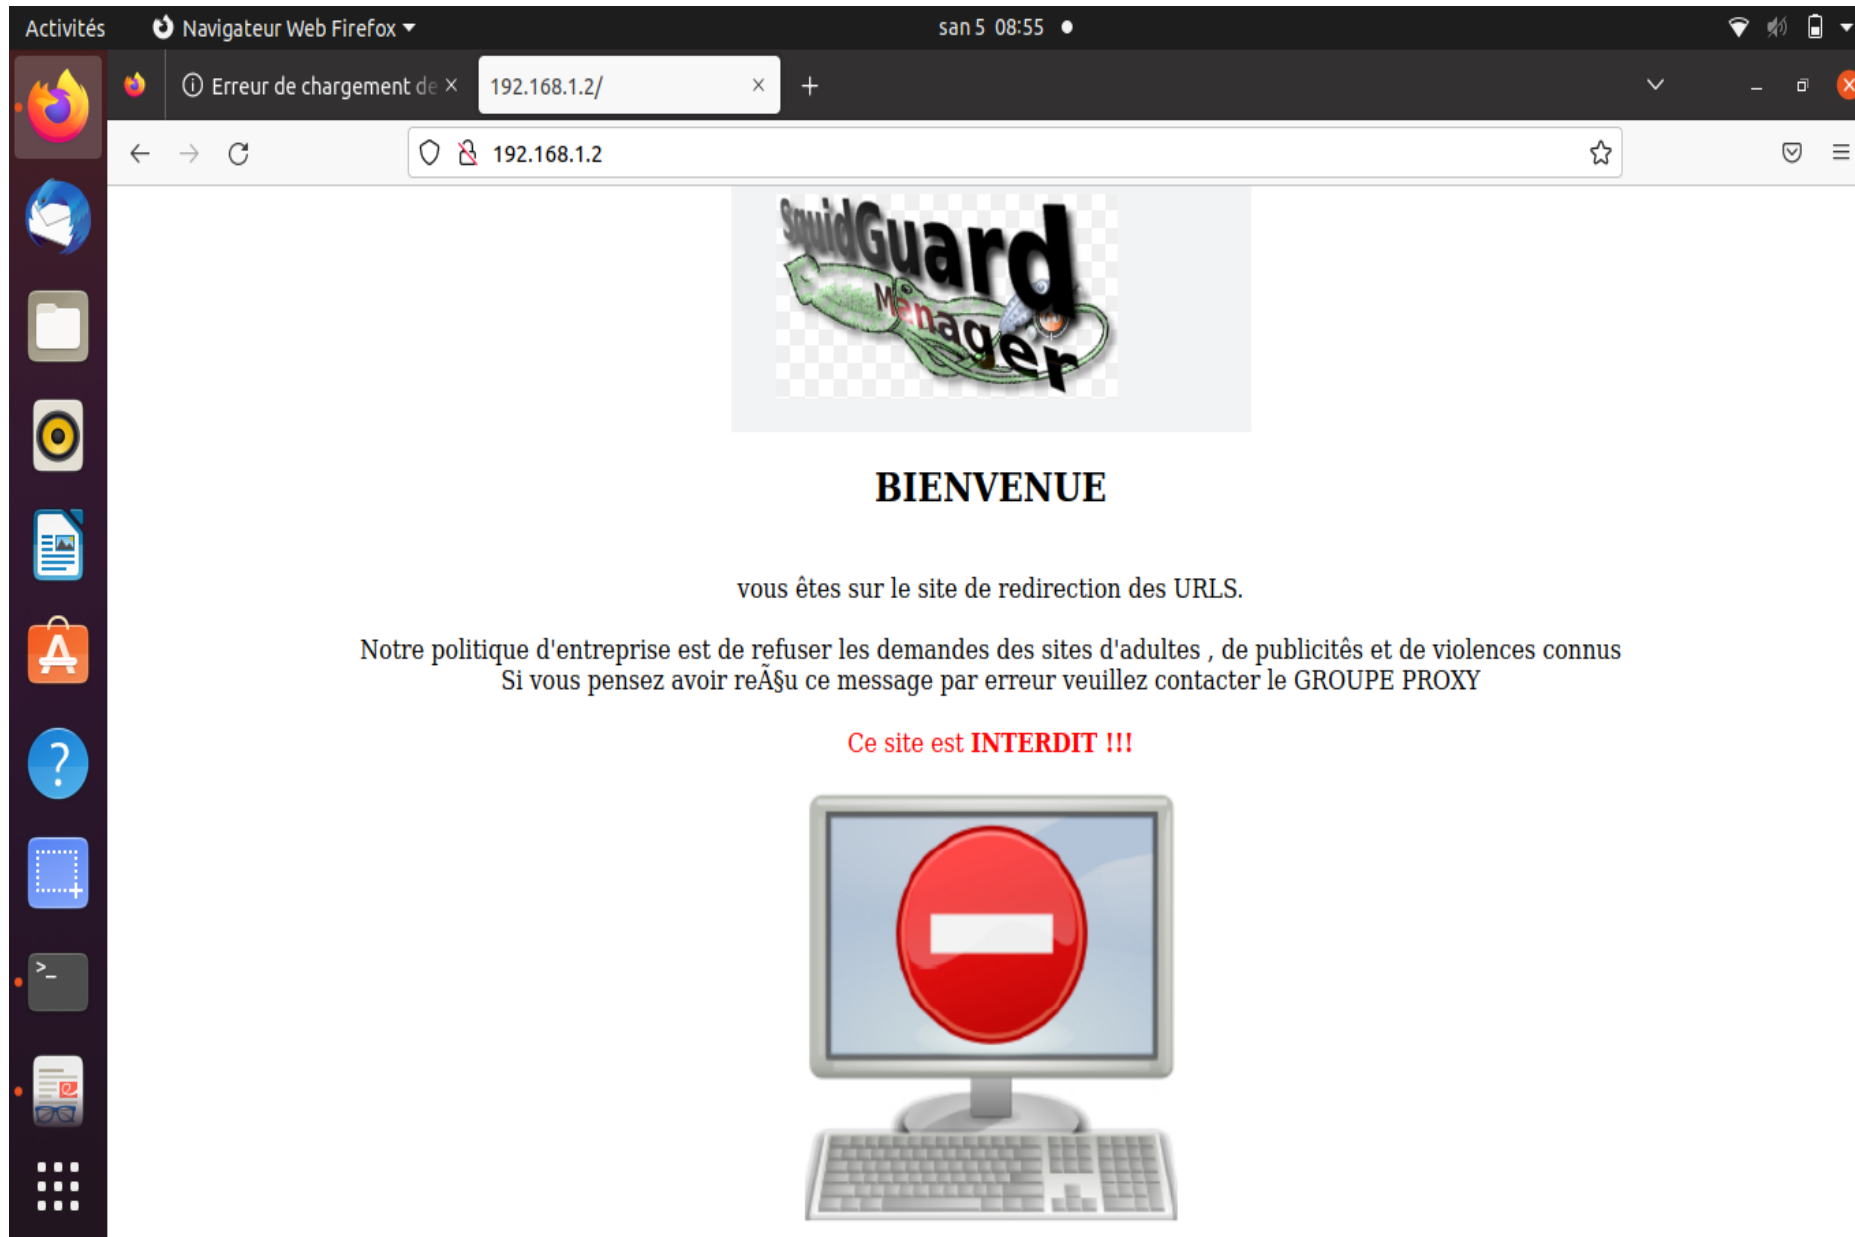 Activités
Navigateur Web Firefox
san 5 08:55
Erreur de chargement de
192.168.1.2/
192.168.1.2
SquidGuard
Manager
BIENVENUE
vous êtes sur le site de redirection des URLS.
Notre politique d'entreprise est de refuser les demandes des sites d'adultes , de publicitês et de violences connus
Si vous pensez avoir reÃ§u ce message par erreur veuillez contacter le GROUPE PROXY
Ce site est INTERDIT !!!